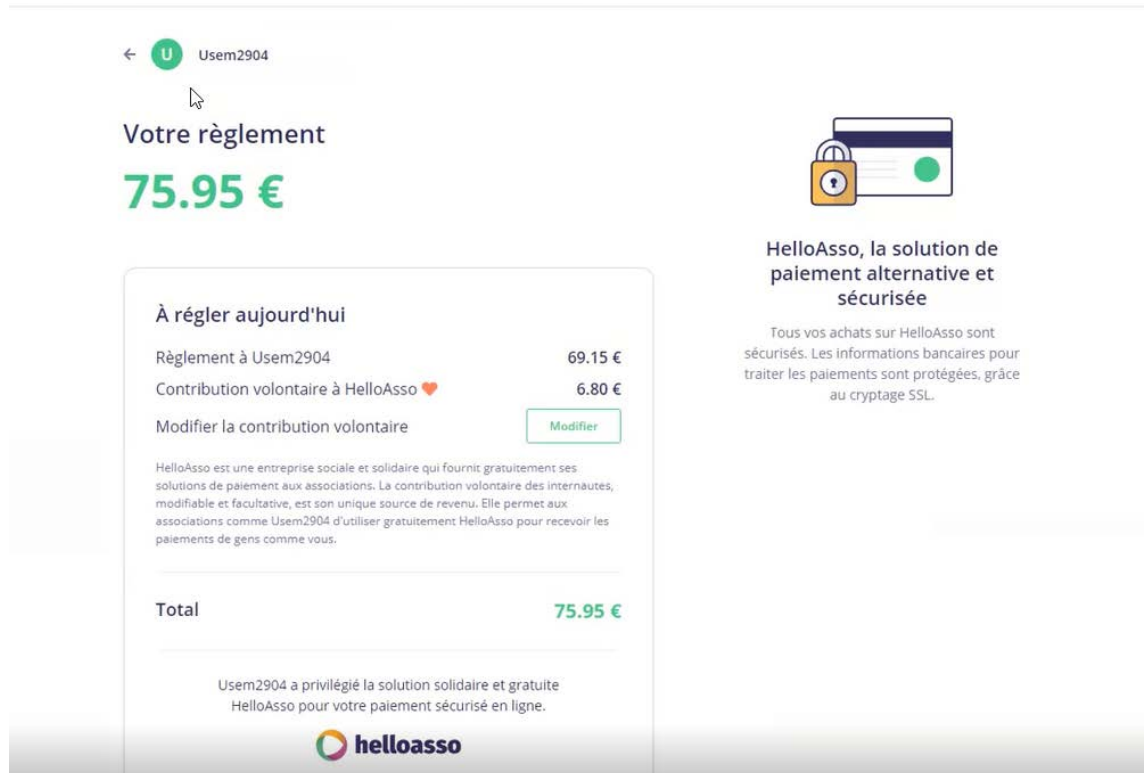 ← U Usem2904
Votre règlement
75.95 €
À régler aujourd'hui
Règlement à Usem2904 69.15 €
Contribution volontaire à HelloAsso 🧡 6.80 €
Modifier la contribution volontaire Modifier
HelloAsso est une entreprise sociale et solidaire qui fournit gratuitement ses
solutions de paiement aux associations. La contribution volontaire des internautes,
modifiable et facultative, est son unique source de revenu. Elle permet aux
associations comme Usem2904 d'utiliser gratuitement HelloAsso pour recevoir les
paiements de gens comme vous.
Total 75.95 €
Usem2904 a privilégié la solution solidaire et gratuite
HelloAsso pour votre paiement sécurisé en ligne.
helloasso
HelloAsso, la solution de
paiement alternative et
sécurisée
Tous vos achats sur HelloAsso sont
sécurisés. Les informations bancaires pour
traiter les paiements sont protégées, grâce
au cryptage SSL.